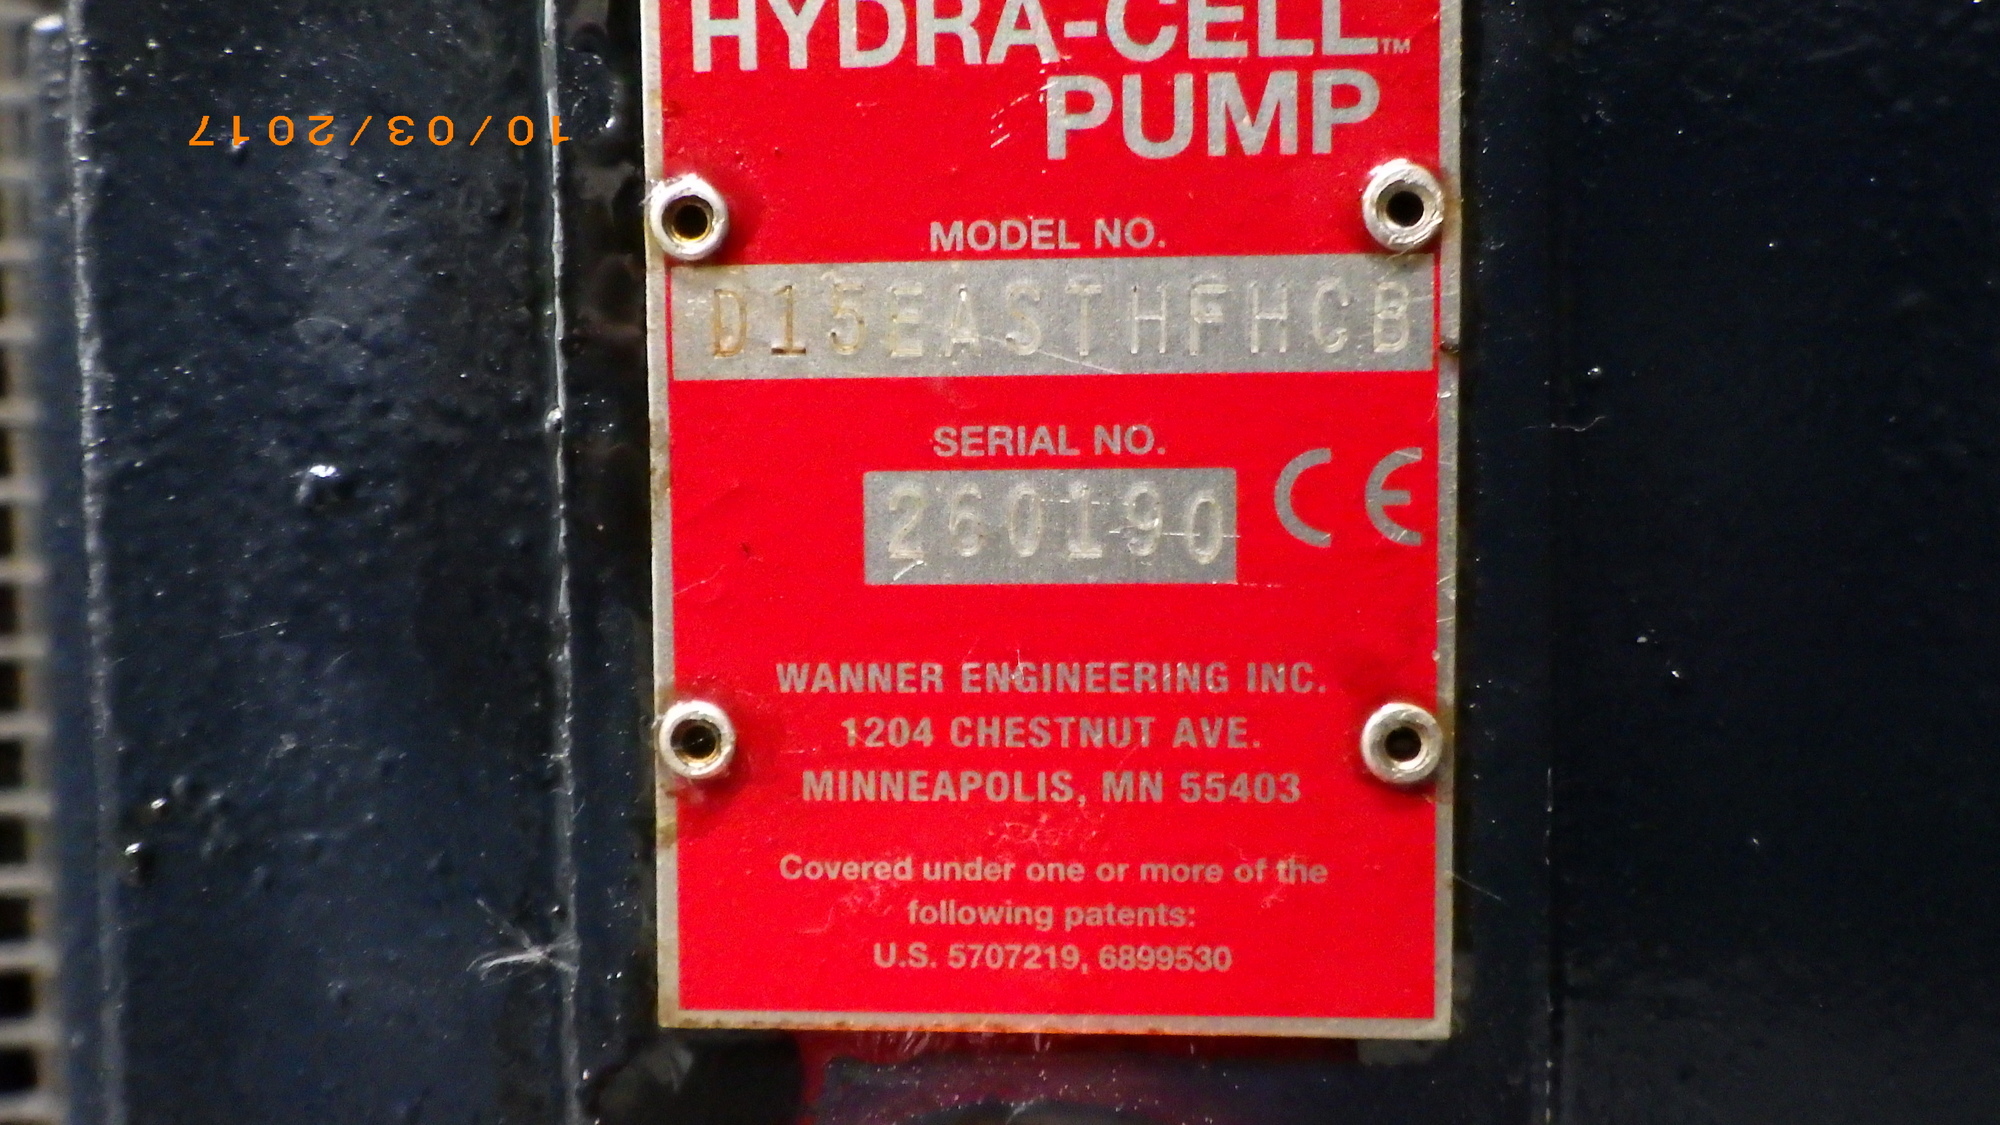 HYDRA-CELL™
PUMP
10/03/2017
MODEL NO.
D15EASTHFHCB
SERIAL NO.
260190
CE
WANNER ENGINEERING INC.
1204 CHESTNUT AVE.
MINNEAPOLIS, MN 55403
Covered under one or more of the
following patents:
U.S. 5707219, 6899530